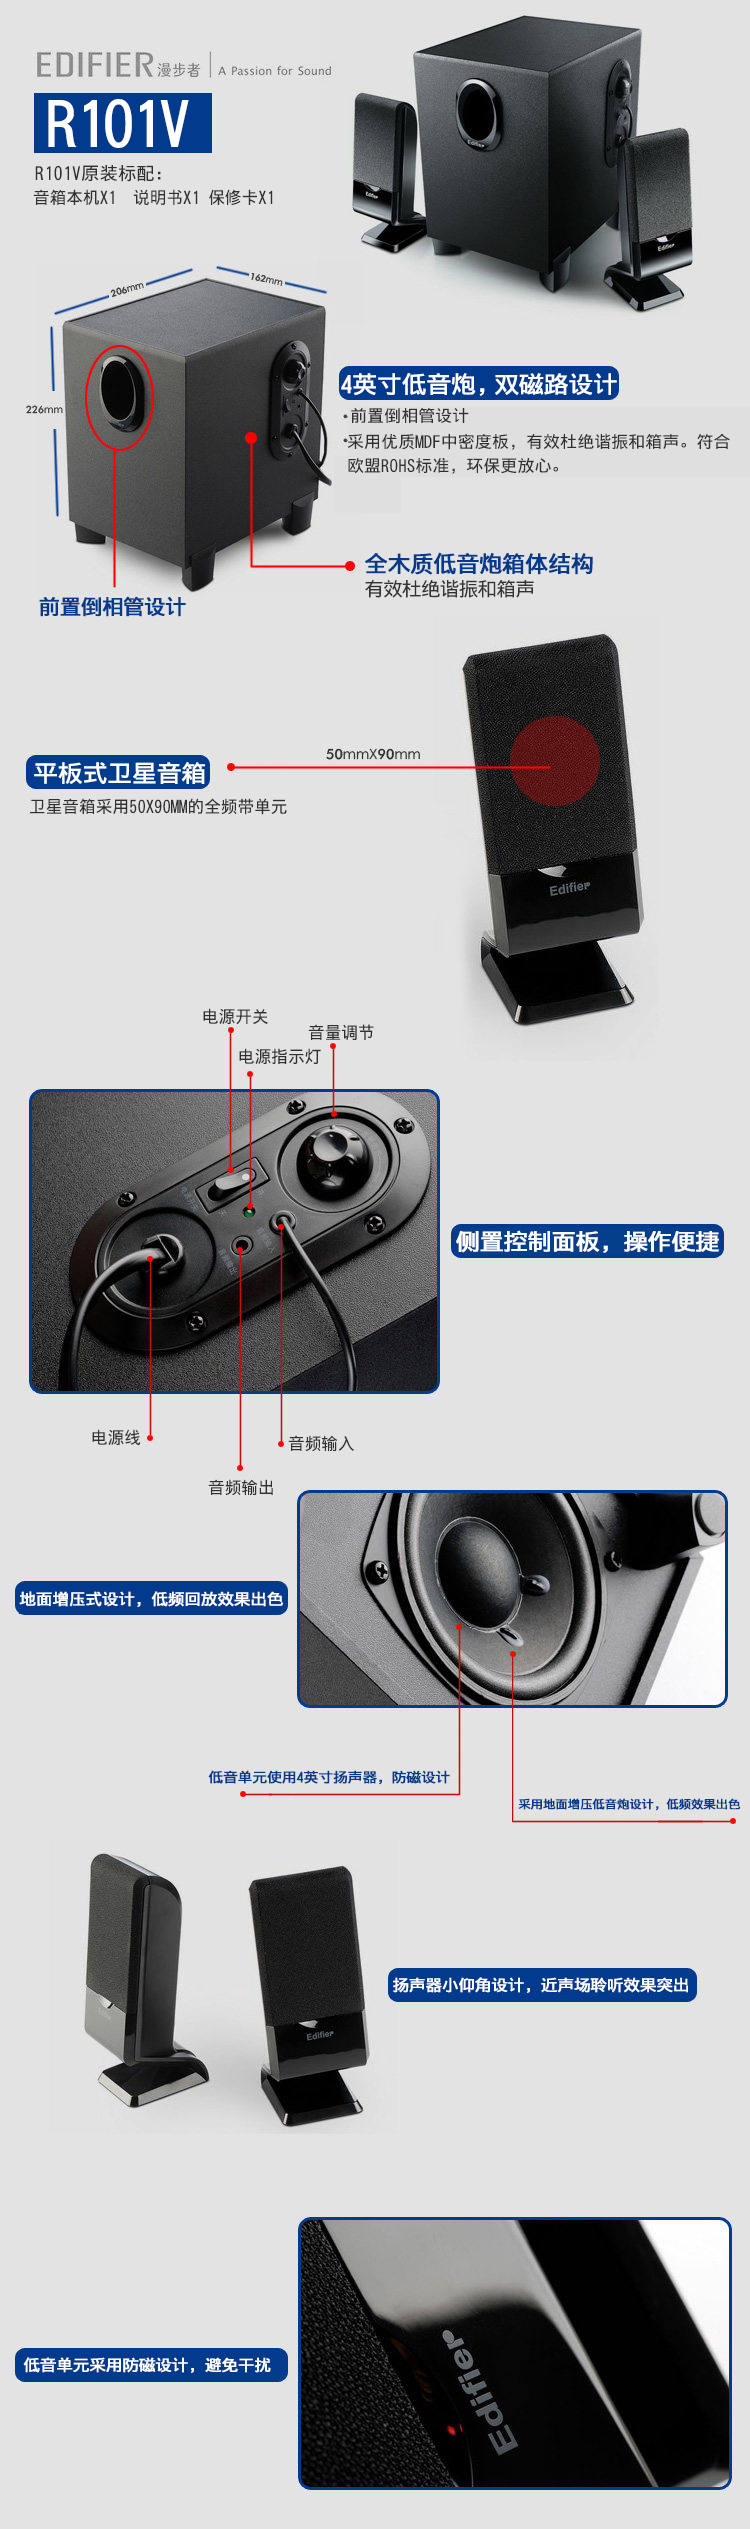 EDIFIER 漫步者 | A Passion for Sound
R101V
R101V原装标配：
音箱本机X1 说明书X1 保修卡X1
Edifier
Edifier
Edifier
206mm
162mm
226mm
4英寸低音炮，双磁路设计
·前置倒相管设计
·采用优质MDF中密度板，有效杜绝谐振和箱声。符合
欧盟ROHS标准，环保更放心。
全木质低音炮箱体结构
有效杜绝谐振和箱声
前置倒相管设计
50mmX90mm
平板式卫星音箱
卫星音箱采用50X90MM的全频带单元
Edifier
电源开关
音量调节
电源指示灯
音频输入
音频输出
侧置控制面板，操作便捷
电源线
音频输入
音频输出
地面增压式设计，低频回放效果出色
低音单元使用4英寸扬声器，防磁设计
采用地面增压低音炮设计，低频效果出色
扬声器小仰角设计，近声场聆听效果突出
Edifier
低音单元采用防磁设计，避免干扰
Edifier